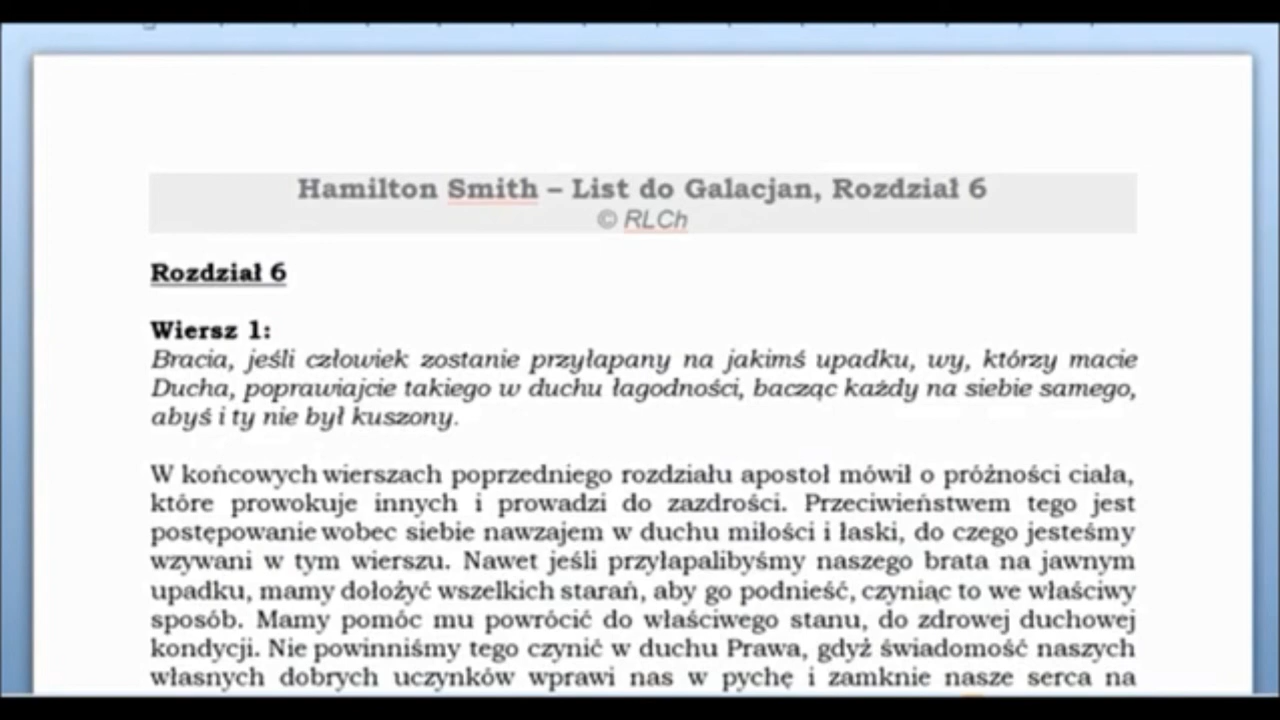 Hamilton Smith – List do Galacjan, Rozdział 6
© RLCh
Rozdział 6
Wiersz 1:
Bracia, jeśli człowiek zostanie przyłapany na jakimś upadku, wy, którzy macie
Ducha, poprawiajcie takiego w duchu łagodności, bacząc każdy na siebie samego,
abyś i ty nie był kuszony.
W końcowych wierszach poprzedniego rozdziału apostoł mówił o próżności ciała,
które prowokuje innych i prowadzi do zazdrości. Przeciwieństwem tego jest
postępowanie wobec siebie nawzajem w duchu miłości i łaski, do czego jesteśmy
wzywani w tym wierszu. Nawet jeśli przyłapalibyśmy naszego brata na jawnym
upadku, mamy dołożyć wszelkich starań, aby go podnieść, czyniąc to we właściwy
sposób. Mamy pomóc mu powrócić do właściwego stanu, do zdrowej duchowej
kondycji. Nie powinniśmy tego czynić w duchu Prawa, gdyż świadomość naszych
własnych dobrych uczynków wprawi nas w pychę i zamknie nasze serca na